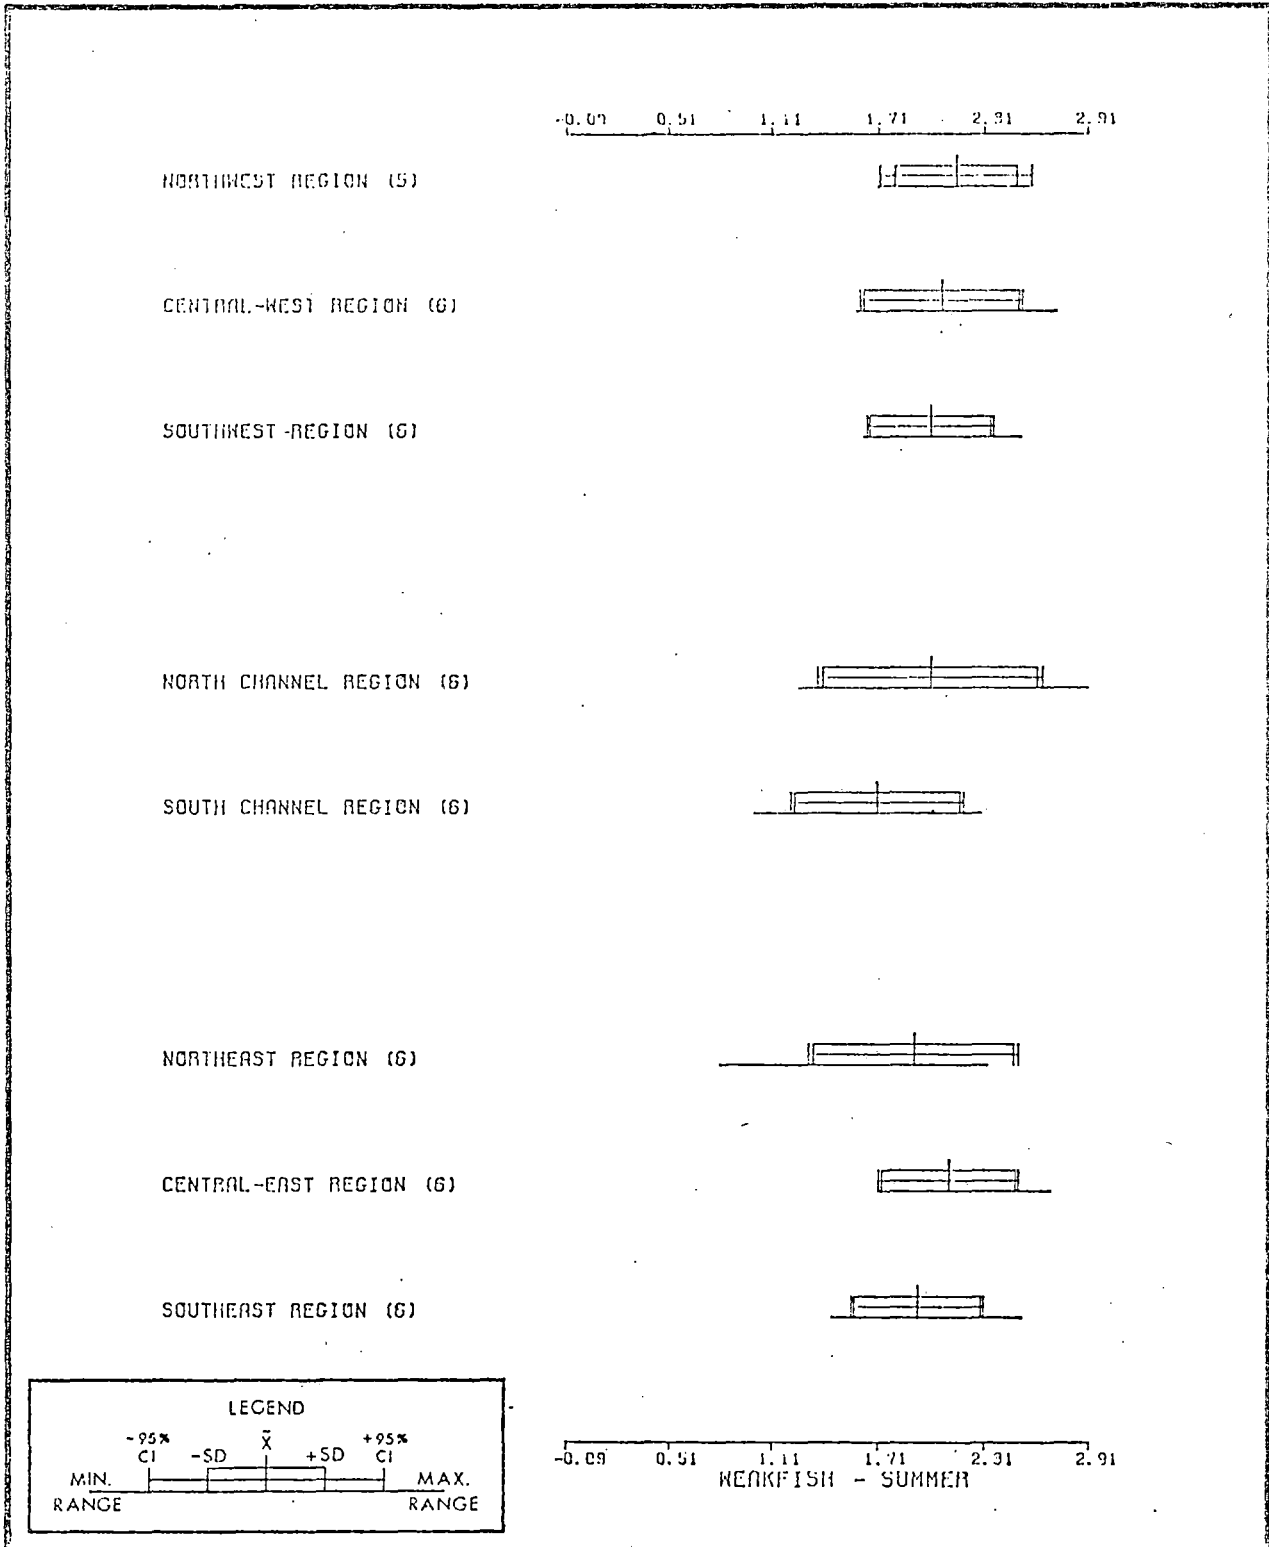 -0.09 0.51 1.11 1.71 2.31 2.91
NORTHWEST REGION (5)
CENTRAL-WEST REGION (6)
SOUTHWEST-REGION (6)
NORTH CHANNEL REGION (6)
SOUTH CHANNEL REGION (6)
NORTHEAST REGION (6)
CENTRAL-EAST REGION (6)
SOUTHEAST REGION (6)
LEGEND
-95% CI -SD X̄ +SD +95% CI
MIN. RANGE MAX. RANGE
-0.09 0.51 1.11 1.71 2.31 2.91
WEAKFISH - SUMMER